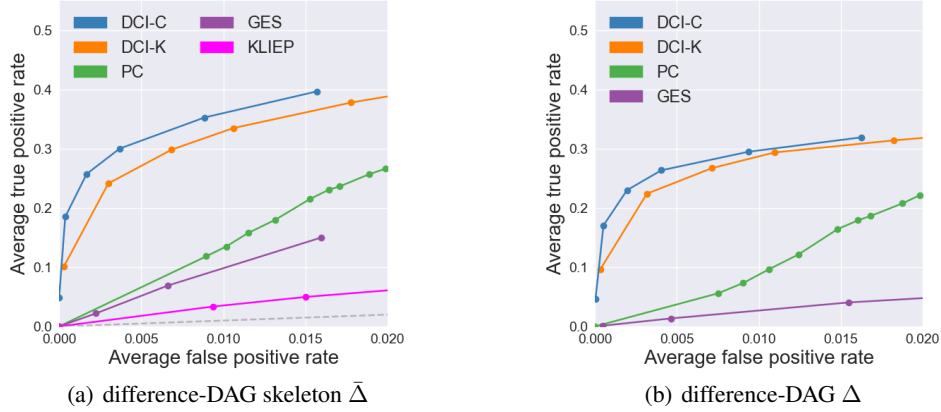 DCI-C
DCI-K
PC
GES
KLIEP
0.5
0.4
0.3
0.2
0.1
0.0
Average true positive rate
0.000
0.005
0.010
0.015
0.020
Average false positive rate
(a) difference-DAG skeleton Δ̄
DCI-C
DCI-K
PC
GES
0.5
0.4
0.3
0.2
0.1
0.0
Average true positive rate
0.000
0.005
0.010
0.015
0.020
Average false positive rate
(b) difference-DAG Δ